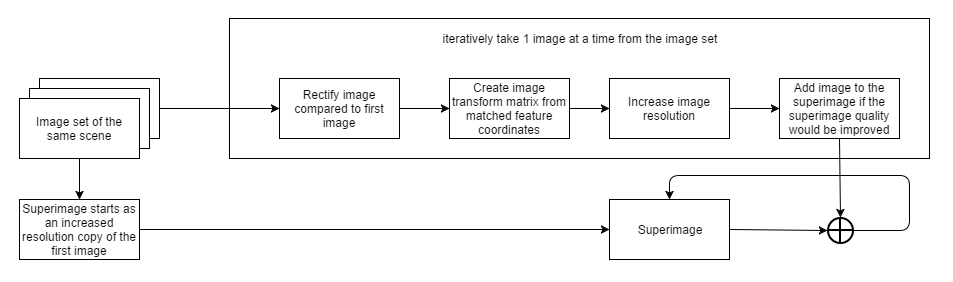 iteratively take 1 image at a time from the image set
Image set of the
same scene
Rectify image
compared to first
image
Create image
transform matrix from
matched feature
coordinates
Increase image
resolution
Add image to the
superimage if the
superimage quality
would be improved
Superimage starts as
an increased
resolution copy of the
first image
Superimage